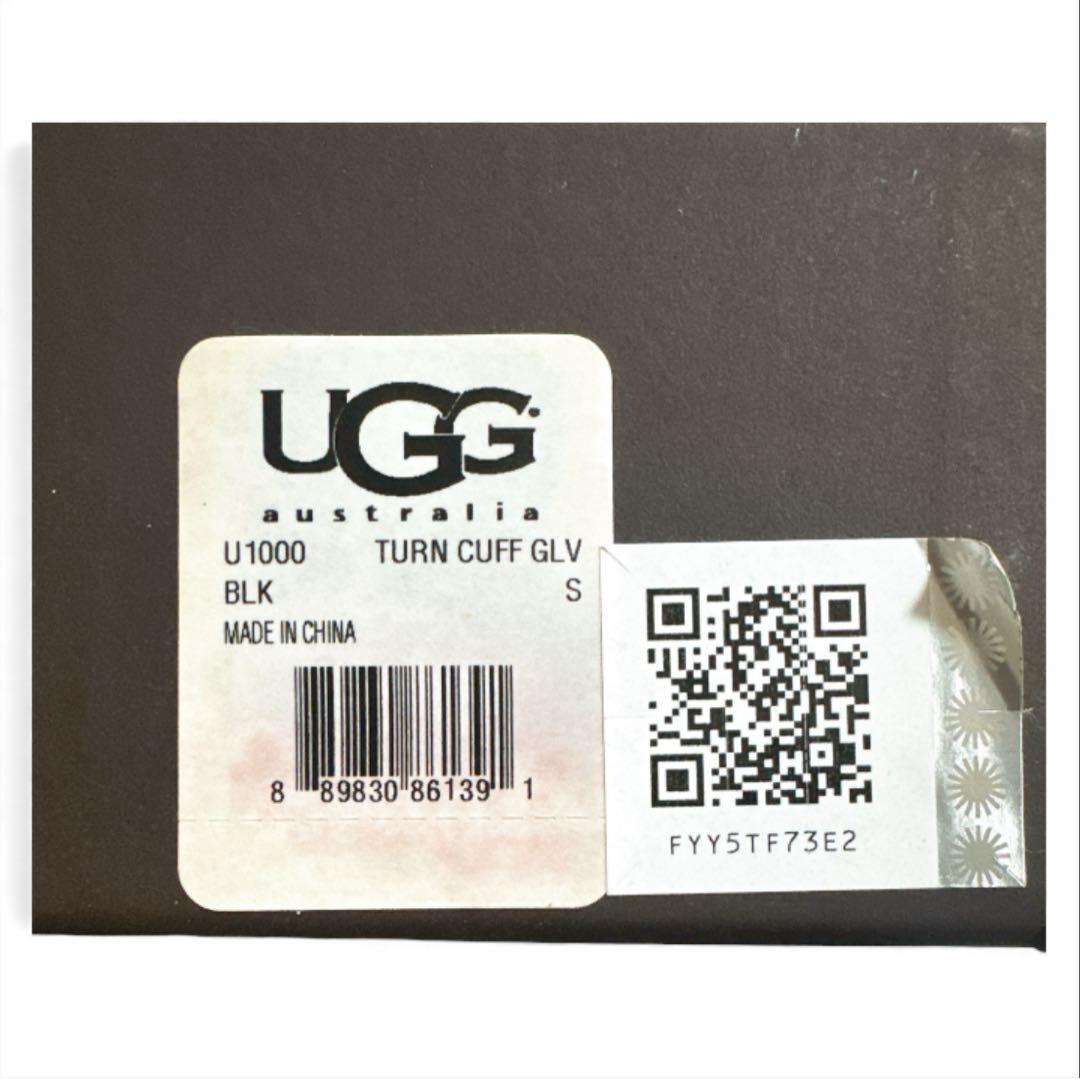 UGG
australia
U1000 TURN CUFF GLV
BLK S
MADE IN CHINA
8 89830 86139 1
FYY5TF73E2